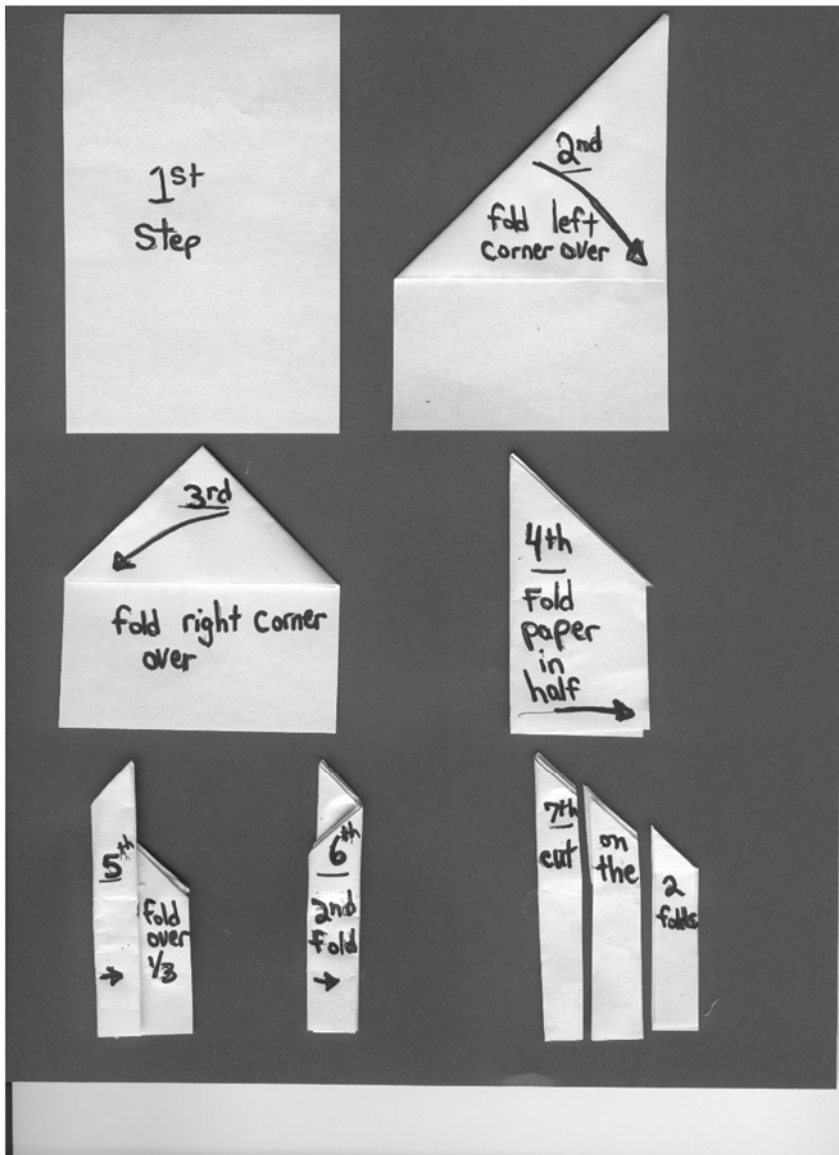 1st
Step
2nd
fold left
corner over
3rd
fold right corner
over
4th
Fold
paper
in
half
5th
fold
over
1/3
6th
2nd
fold
7th
cut
on
the
2
folds